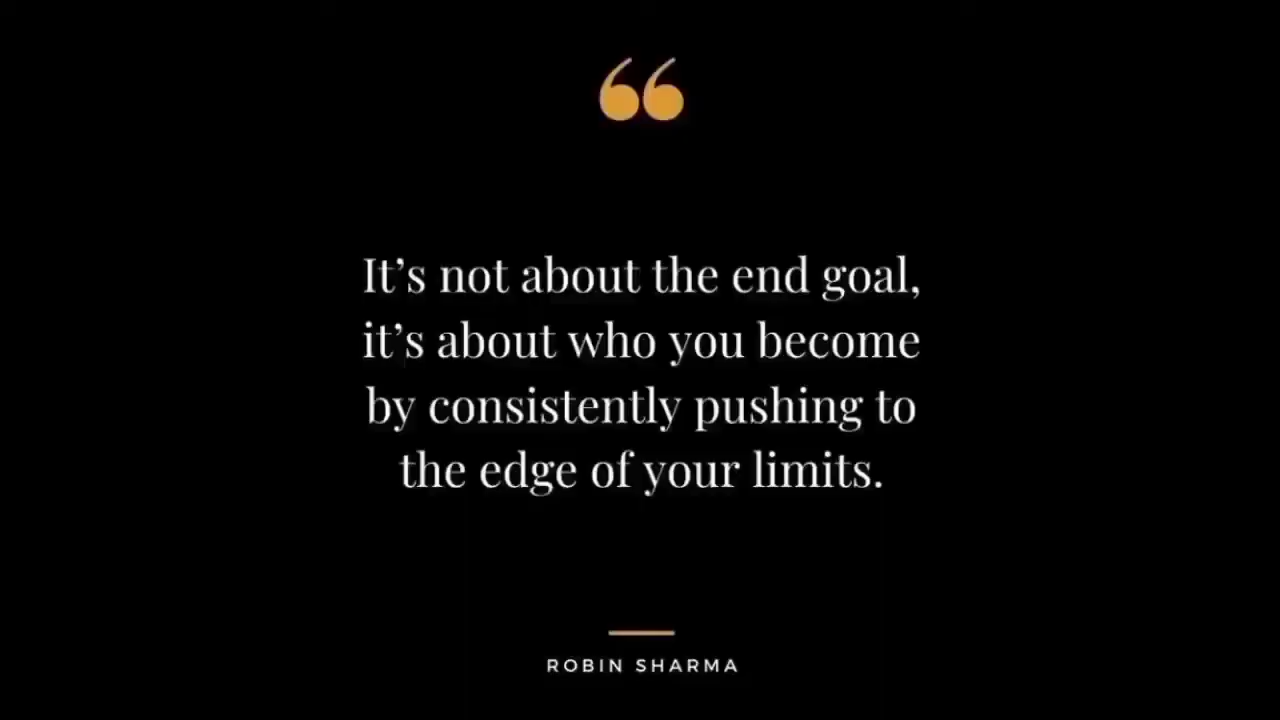 “
It’s not about the end goal,
it’s about who you become
by consistently pushing to
the edge of your limits.
ROBIN SHARMA